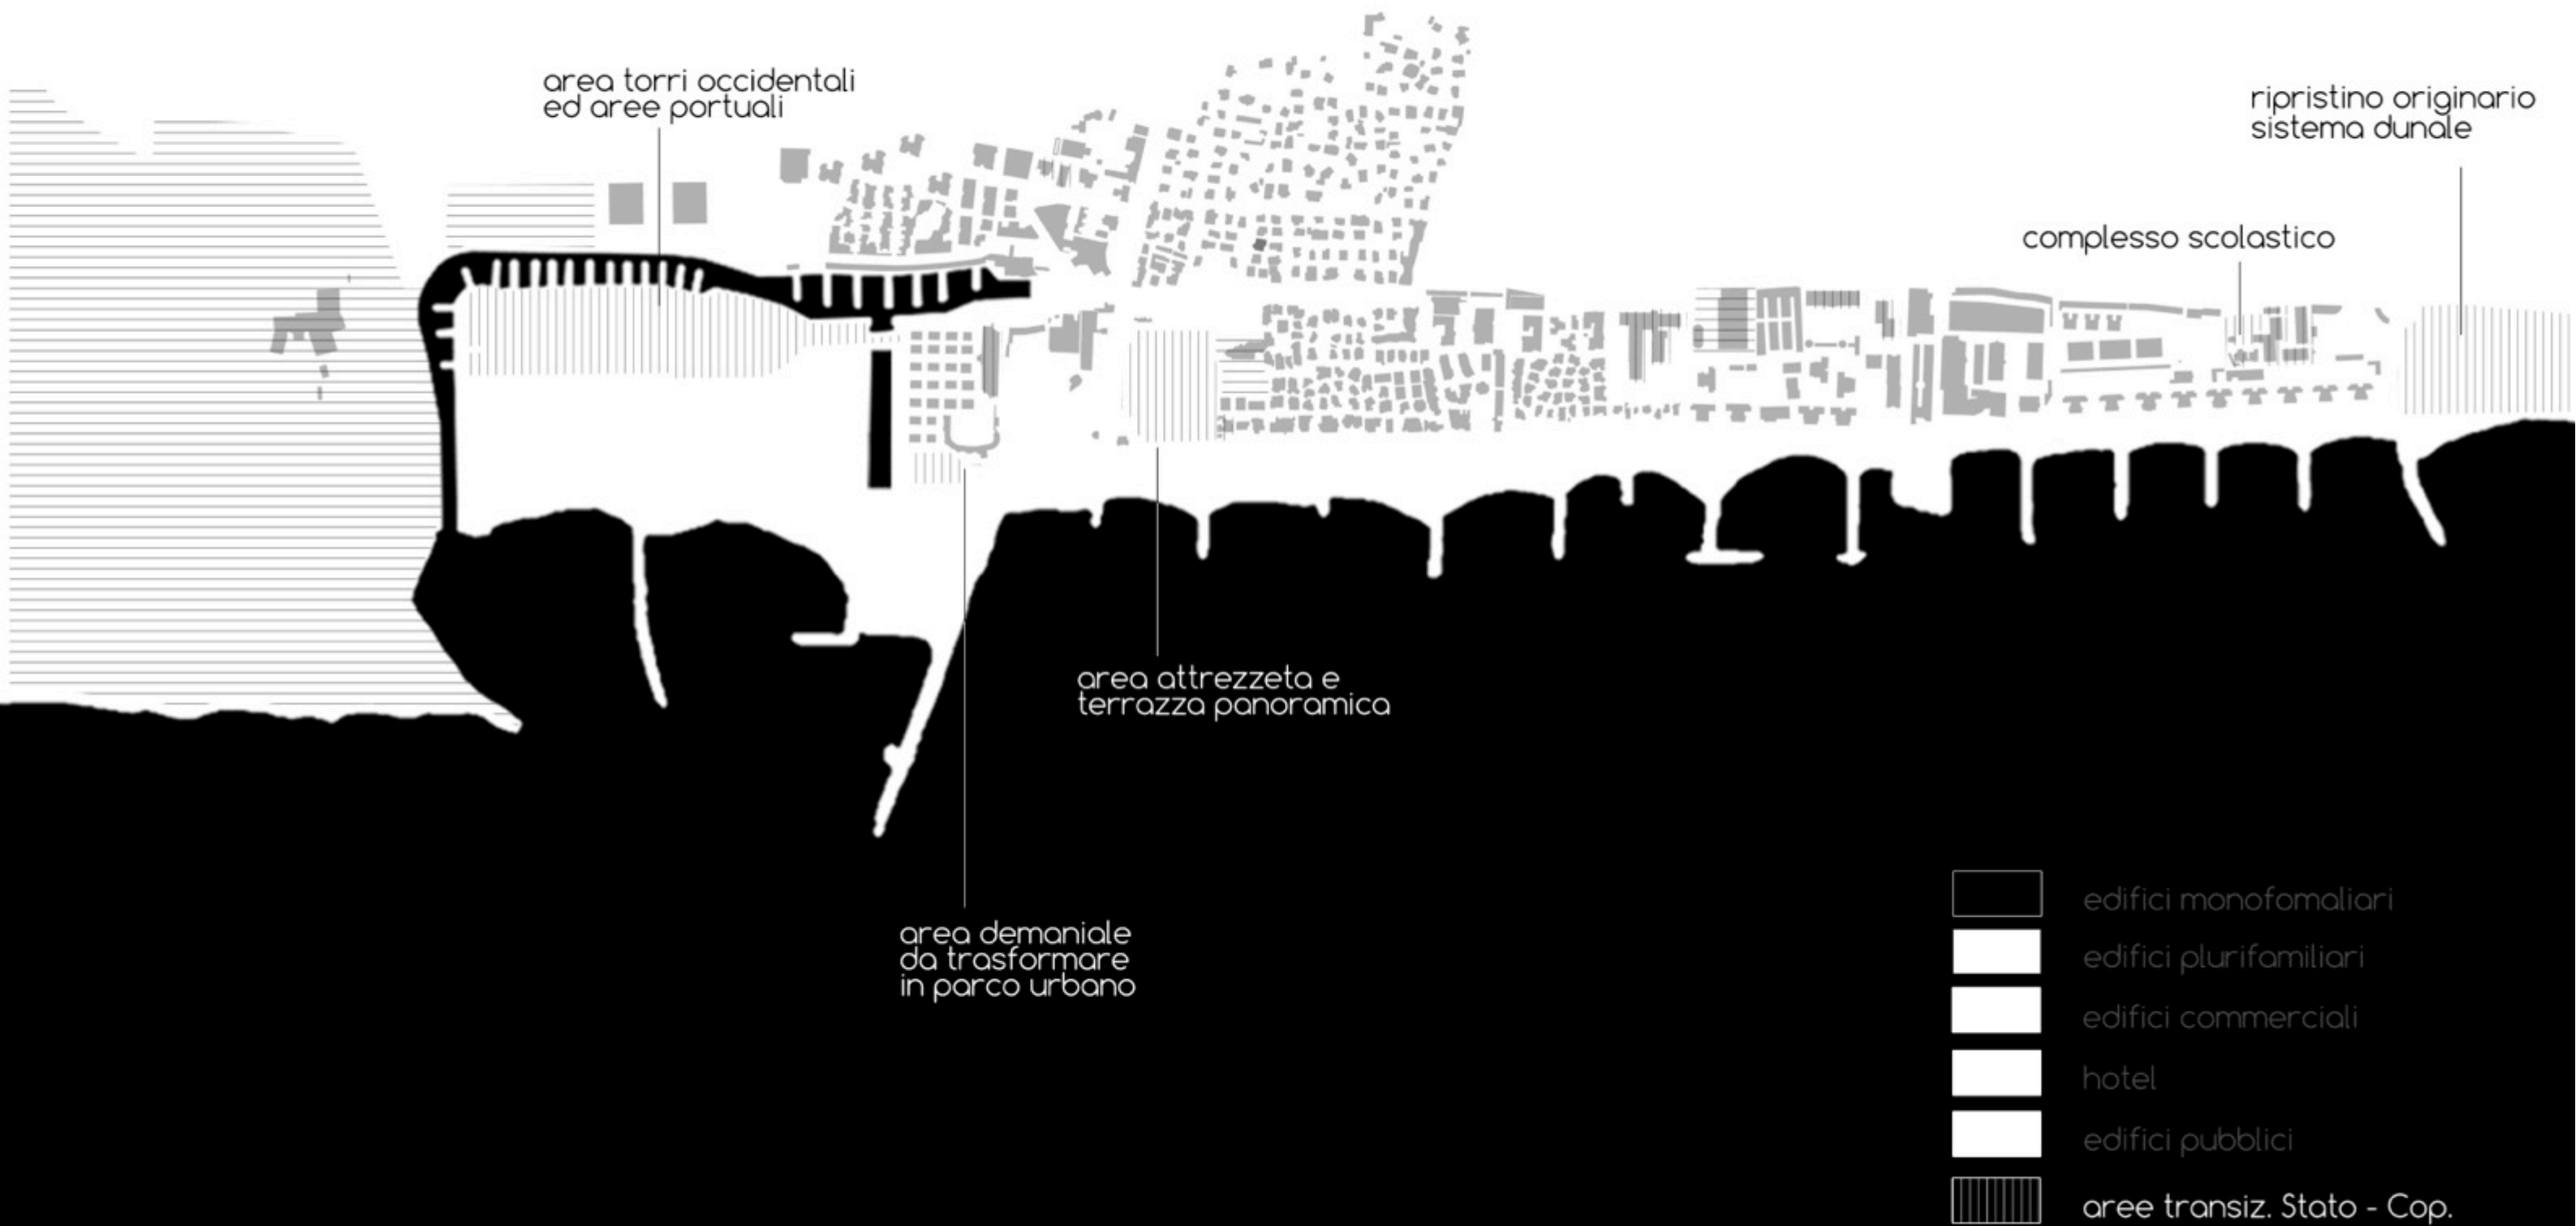 area torri occidentali
ed aree portuali
ripristino originario
sistema dunale
complesso scolastico
area attrezzeta e
terrazza panoramica
area demaniale
da trasformare
in parco urbano
edifici monofomaliari
edifici plurifamiliari
edifici commerciali
hotel
edifici pubblici
aree transiz. Stato - Cop.